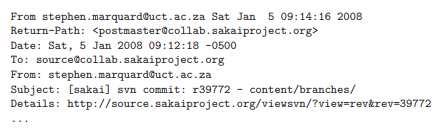 From stephen.marquard@uct.ac.za Sat Jan  5 09:14:16 2008
Return-Path: <postmaster@collab.sakaiproject.org>
Date: Sat, 5 Jan 2008 09:12:18 -0500
To: source@collab.sakaiproject.org
From: stephen.marquard@uct.ac.za
Subject: [sakai] svn commit: r39772 - content/branches/
Details: http://source.sakaiproject.org/viewsvn/?view=rev&rev=39772
...